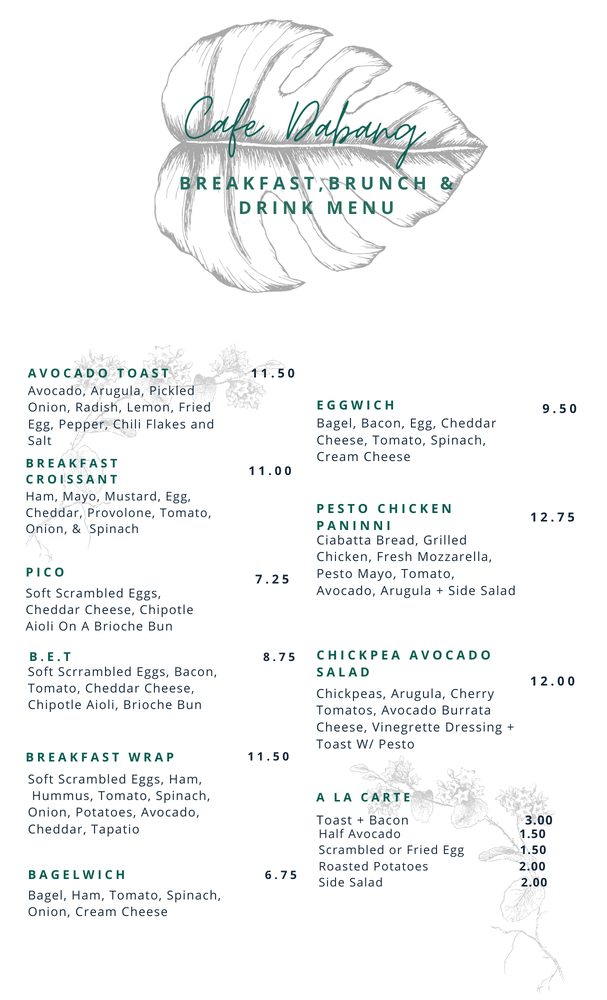 Cafe Dabang
BREAKFAST,BRUNCH &
DRINK MENU
AVOCADO TOAST 11.50
Avocado, Arugula, Pickled
Onion, Radish, Lemon, Fried
Egg, Pepper, Chili Flakes and
Salt
BREAKFAST
CROISSANT 11.00
Ham, Mayo, Mustard, Egg,
Cheddar, Provolone, Tomato,
Onion, & Spinach
PICO 7.25
Soft Scrambled Eggs,
Cheddar Cheese, Chipotle
Aioli On A Brioche Bun
B.E.T 8.75
Soft Scrrambled Eggs, Bacon,
Tomato, Cheddar Cheese,
Chipotle Aioli, Brioche Bun
BREAKFAST WRAP 11.50
Soft Scrambled Eggs, Ham,
Hummus, Tomato, Spinach,
Onion, Potatoes, Avocado,
Cheddar, Tapatio
BAGELWICH 6.75
Bagel, Ham, Tomato, Spinach,
Onion, Cream Cheese
EGGWICH 9.50
Bagel, Bacon, Egg, Cheddar
Cheese, Tomato, Spinach,
Cream Cheese
PESTO CHICKEN
PANINNI 12.75
Ciabatta Bread, Grilled
Chicken, Fresh Mozzarella,
Pesto Mayo, Tomato,
Avocado, Arugula + Side Salad
CHICKPEA AVOCADO
SALAD 12.00
Chickpeas, Arugula, Cherry
Tomatos, Avocado Burrata
Cheese, Vinegrette Dressing +
Toast W/ Pesto
A LA CARTE
Toast + Bacon 3.00
Half Avocado 1.50
Scrambled or Fried Egg 1.50
Roasted Potatoes 2.00
Side Salad 2.00